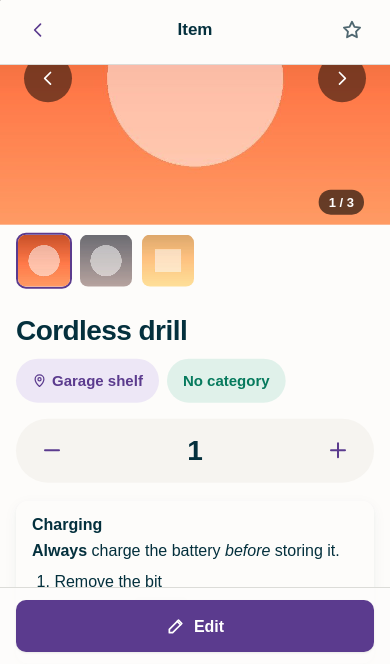 Item
1 / 3
Cordless drill
Garage shelf
No category
1
Charging
Always charge the battery before storing it.
1. Remove the bit
Edit